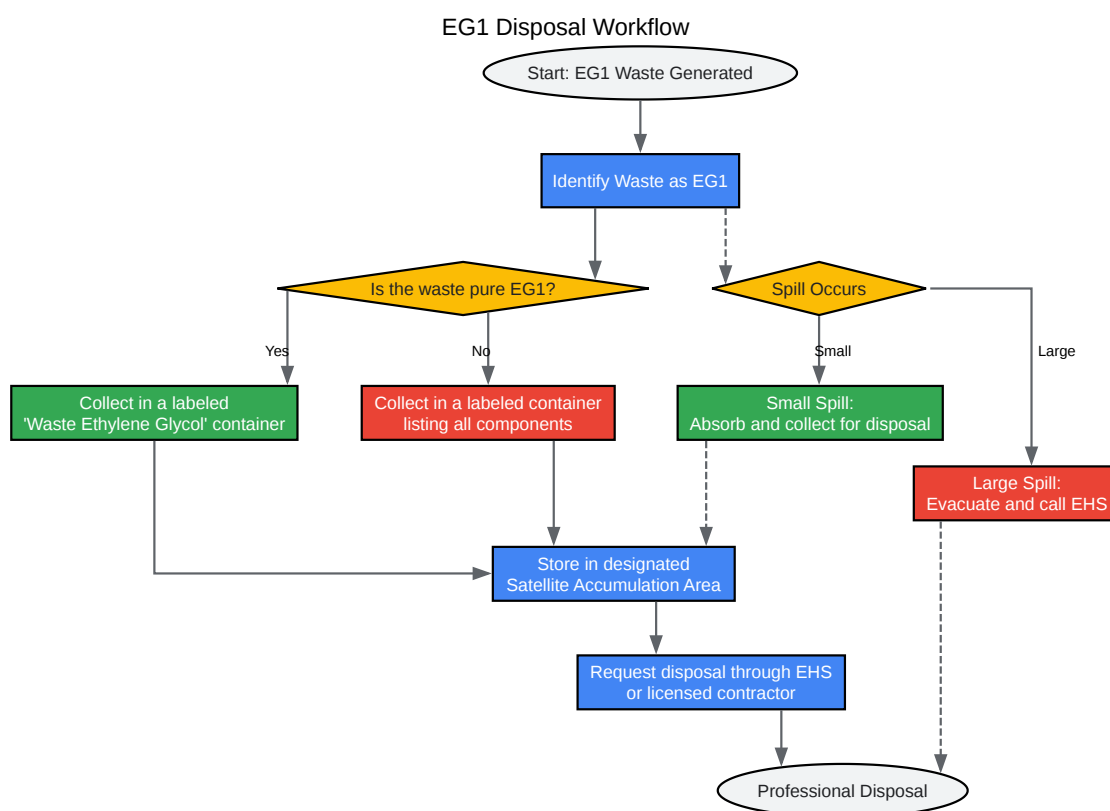 EG1 Disposal Workflow
Start: EG1 Waste Generated
Identify Waste as EG1
Is the waste pure EG1?
Spill Occurs
Yes
No
Small
Large
Collect in a labeled
'Waste Ethylene Glycol' container
Collect in a labeled container
listing all components
Small Spill:
Absorb and collect for disposal
Large Spill:
Evacuate and call EHS
Store in designated
Satellite Accumulation Area
Request disposal through EHS
or licensed contractor
Professional Disposal